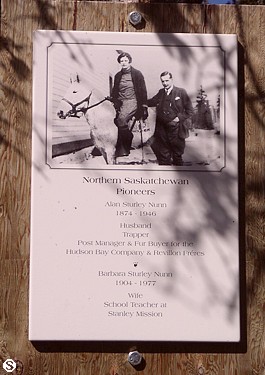 Northern Saskatchewan
Pioneers
Alan Sturley Nunn
1874 - 1946
Husband
Trapper
Post Manager & Fur Buyer for the
Hudson Bay Company & Revillon Frères
Barbara Sturley Nunn
1904 - 1977
Wife
School Teacher at
Stanley Mission
S